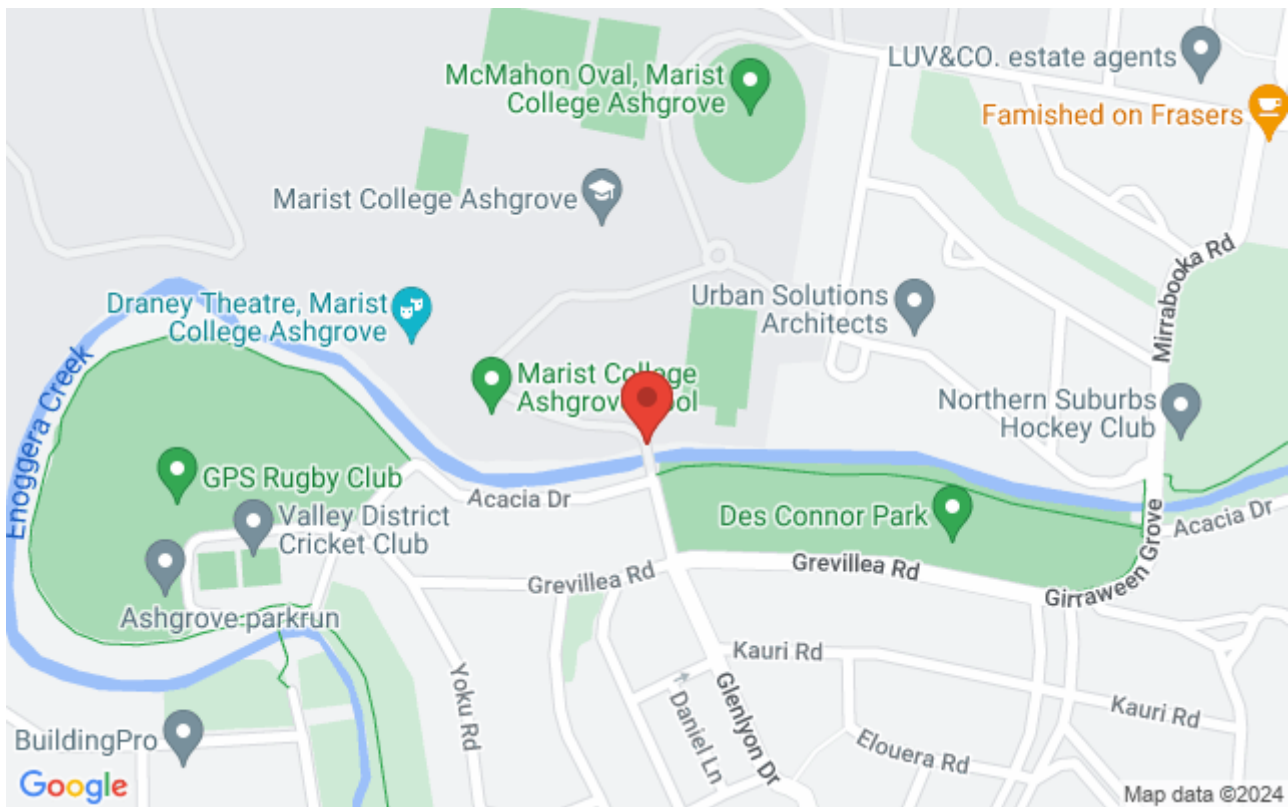 LUV&CO. estate agents
McMahon Oval, Marist
College Ashgrove
Famished on Frasers
Marist College Ashgrove
Mirrabooka Rd
Draney Theatre, Marist
College Ashgrove
Urban Solutions
Architects
Enoggera Creek
Marist College
Northern Suburbs
Hockey Club
GPS Rugby Club
Acacia Dr
Valley District
Cricket Club
Des Connor Park
Acacia Dr
Grevillea Rd
Grevillea Rd
Girraween Grove
Ashgrove parkrun
Kauri Rd
Yoku Rd
Glenlyon Dr
Daniel Ln
Kauri Rd
BuildingPro
Elouera Rd
Google
Map data ©2024